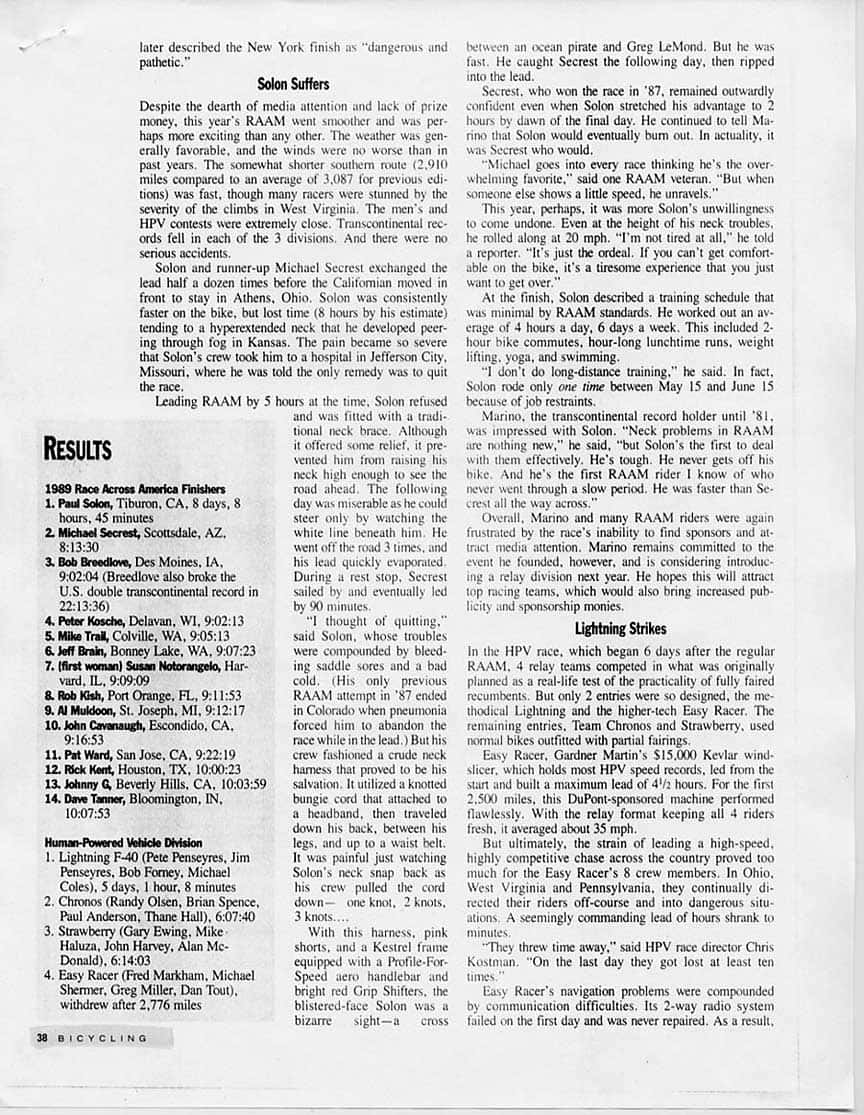 later described the New York finish as "dangerous and
pathetic."
Solon Suffers
Despite the dearth of media attention and lack of prize
money, this year's RAAM went smoother and was per-
haps more exciting than any other. The weather was gen-
erally favorable, and the winds were no worse than in
past years. The somewhat shorter southern route (2,910
miles compared to an average of 3,087 for previous edi-
tions) was fast, though many racers were stunned by the
severity of the climbs in West Virginia. The men's and
HPV contests were extremely close. Transcontinental rec-
ords fell in each of the 3 divisions. And there were no
serious accidents.
Solon and runner-up Michael Secrest exchanged the
lead half a dozen times before the Californian moved in
front to stay in Athens, Ohio. Solon was consistently
faster on the bike, but lost time (8 hours by his estimate)
tending to a hyperextended neck that he developed peer-
ing through fog in Kansas. The pain became so severe
that Solon's crew took him to a hospital in Jefferson City,
Missouri, where he was told the only remedy was to quit
the race.
Leading RAAM by 5 hours at the time, Solon refused
and was fitted with a tradi-
tional neck brace. Although
it offered some relief, it pre-
vented him from raising his
neck high enough to see the
road ahead. The following
day was miserable as he could
steer only by watching the
white line beneath him. He
went off the road 3 times, and
his lead quickly evaporated.
During a rest stop, Secrest
sailed by and eventually led
by 90 minutes.
"I thought of quitting,"
said Solon, whose troubles
were compounded by bleed-
ing saddle sores and a bad
cold. (His only previous
RAAM attempt in '87 ended
in Colorado when pneumonia
forced him to abandon the
race while in the lead.) But his
crew fashioned a crude neck
harness that proved to be his
salvation. It utilized a knotted
bungie cord that attached to
a headband, then traveled
down his back, between his
legs, and up to a waist belt.
It was painful just watching
Solon's neck snap back as
his crew pulled the cord
down— one knot, 2 knots,
3 knots....
With this harness, pink
shorts, and a Kestrel frame
equipped with a Profile-For-
Speed aero handlebar and
bright red Grip Shifters, the
blistered-face Solon was a
bizarre sight—a cross
RESULTS
1989 Race Across America Finishers
1. Paul Solon, Tiburon, CA, 8 days, 8
hours, 45 minutes
2. Michael Secrest, Scottsdale, AZ,
8:13:30
3. Bob Breedlove, Des Moines, IA,
9:02:04 (Breedlove also broke the
U.S. double transcontinental record in
22:13:36)
4. Peter Kosche, Delavan, WI, 9:02:13
5. Mike Trail, Colville, WA, 9:05:13
6. Jeff Brain, Bonney Lake, WA, 9:07:23
7. (first woman) Susan Notorangelo, Har-
vard, IL, 9:09:09
8. Rob Kish, Port Orange, FL, 9:11:53
9. Al Muldoon, St. Joseph, MI, 9:12:17
10. John Cavanaugh, Escondido, CA,
9:16:53
11. Pat Ward, San Jose, CA, 9:22:19
12. Rick Kent, Houston, TX, 10:00:23
13. Johnny G, Beverly Hills, CA, 10:03:59
14. Dave Tanner, Bloomington, IN,
10:07:53
Human-Powered Vehicle Division
1. Lightning F-40 (Pete Penseyres, Jim
Penseyres, Bob Forney, Michael
Coles), 5 days, 1 hour, 8 minutes
2. Chronos (Randy Olsen, Brian Spence,
Paul Anderson, Thane Hall), 6:07:40
3. Strawberry (Gary Ewing, Mike
Haluza, John Harvey, Alan Mc-
Donald), 6:14:03
4. Easy Racer (Fred Markham, Michael
Shermer, Greg Miller, Dan Tout),
withdrew after 2,776 miles
38 BICYCLING
between an ocean pirate and Greg LeMond. But he was
fast. He caught Secrest the following day, then ripped
into the lead.
Secrest, who won the race in '87, remained outwardly
confident even when Solon stretched his advantage to 2
hours by dawn of the final day. He continued to tell Ma-
rino that Solon would eventually burn out. In actuality, it
was Secrest who would.
"Michael goes into every race thinking he's the over-
whelming favorite," said one RAAM veteran. "But when
someone else shows a little speed, he unravels."
This year, perhaps, it was more Solon's unwillingness
to come undone. Even at the height of his neck troubles,
he rolled along at 20 mph. "I'm not tired at all," he told
a reporter. "It's just the ordeal. If you can't get comfort-
able on the bike, it's a tiresome experience that you just
want to get over."
At the finish, Solon described a training schedule that
was minimal by RAAM standards. He worked out an av-
erage of 4 hours a day, 6 days a week. This included 2-
hour bike commutes, hour-long lunchtime runs, weight
lifting, yoga, and swimming.
"I don't do long-distance training," he said. In fact,
Solon rode only one time between May 15 and June 15
because of job restraints.
Marino, the transcontinental record holder until '81,
was impressed with Solon. "Neck problems in RAAM
are nothing new," he said, "but Solon's the first to deal
with them effectively. He's tough. He never gets off his
bike. And he's the first RAAM rider I know of who
never went through a slow period. He was faster than Se-
crest all the way across."
Overall, Marino and many RAAM riders were again
frustrated by the race's inability to find sponsors and at-
tract media attention. Marino remains committed to the
event he founded, however, and is considering introduc-
ing a relay division next year. He hopes this will attract
top racing teams, which would also bring increased pub-
licity and sponsorship monies.
Lightning Strikes
In the HPV race, which began 6 days after the regular
RAAM, 4 relay teams competed in what was originally
planned as a real-life test of the practicality of fully faired
recumbents. But only 2 entries were so designed, the me-
thodical Lightning and the higher-tech Easy Racer. The
remaining entries, Team Chronos and Strawberry, used
normal bikes outfitted with partial fairings.
Easy Racer, Gardner Martin's $15,000 Kevlar wind-
slicer, which holds most HPV speed records, led from the
start and built a maximum lead of 4½ hours. For the first
2,500 miles, this DuPont-sponsored machine performed
flawlessly. With the relay format keeping all 4 riders
fresh, it averaged about 35 mph.
But ultimately, the strain of leading a high-speed,
highly competitive chase across the country proved too
much for the Easy Racer's 8 crew members. In Ohio,
West Virginia and Pennsylvania, they continually di-
rected their riders off-course and into dangerous situ-
ations. A seemingly commanding lead of hours shrank to
minutes.
"They threw time away," said HPV race director Chris
Kostman. "On the last day they got lost at least ten
times."
Easy Racer's navigation problems were compounded
by communication difficulties. Its 2-way radio system
failed on the first day and was never repaired. As a result,